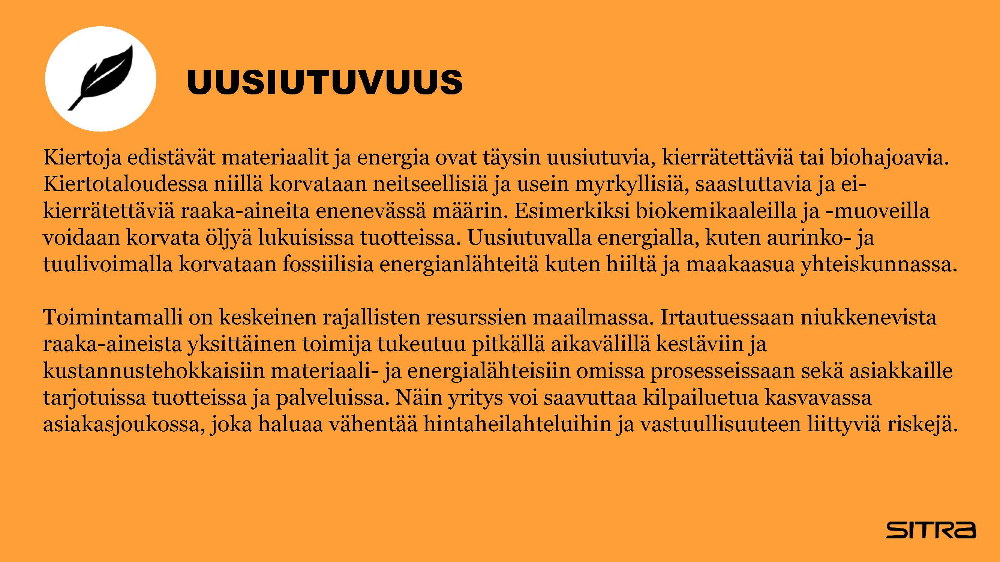 UUSIUTUVUUS
Kiertoja edistävät materiaalit ja energia ovat täysin uusiutuvia, kierrätettäviä tai biohajoavia.
Kiertotaloudessa niillä korvataan neitseellisiä ja usein myrkyllisiä, saastuttavia ja ei-
kierrätettäviä raaka-aineita enenevässä määrin. Esimerkiksi biokemikaaleilla ja -muoveilla
voidaan korvata öljyä lukuisissa tuotteissa. Uusiutuvalla energialla, kuten aurinko- ja
tuulivoimalla korvataan fossiilisia energianlähteitä kuten hiiltä ja maakaasua yhteiskunnassa.
Toimintamalli on keskeinen rajallisten resurssien maailmassa. Irtautuessaan niukkenevista
raaka-aineista yksittäinen toimija tukeutuu pitkällä aikavälillä kestäviin ja
kustannustehokkaisiin materiaali- ja energialähteisiin omissa prosesseissaan sekä asiakkaille
tarjotuissa tuotteissa ja palveluissa. Näin yritys voi saavuttaa kilpailuetua kasvavassa
asiakasjoukossa, joka haluaa vähentää hintaheilahteluihin ja vastuullisuuteen liittyviä riskejä.
SITRA